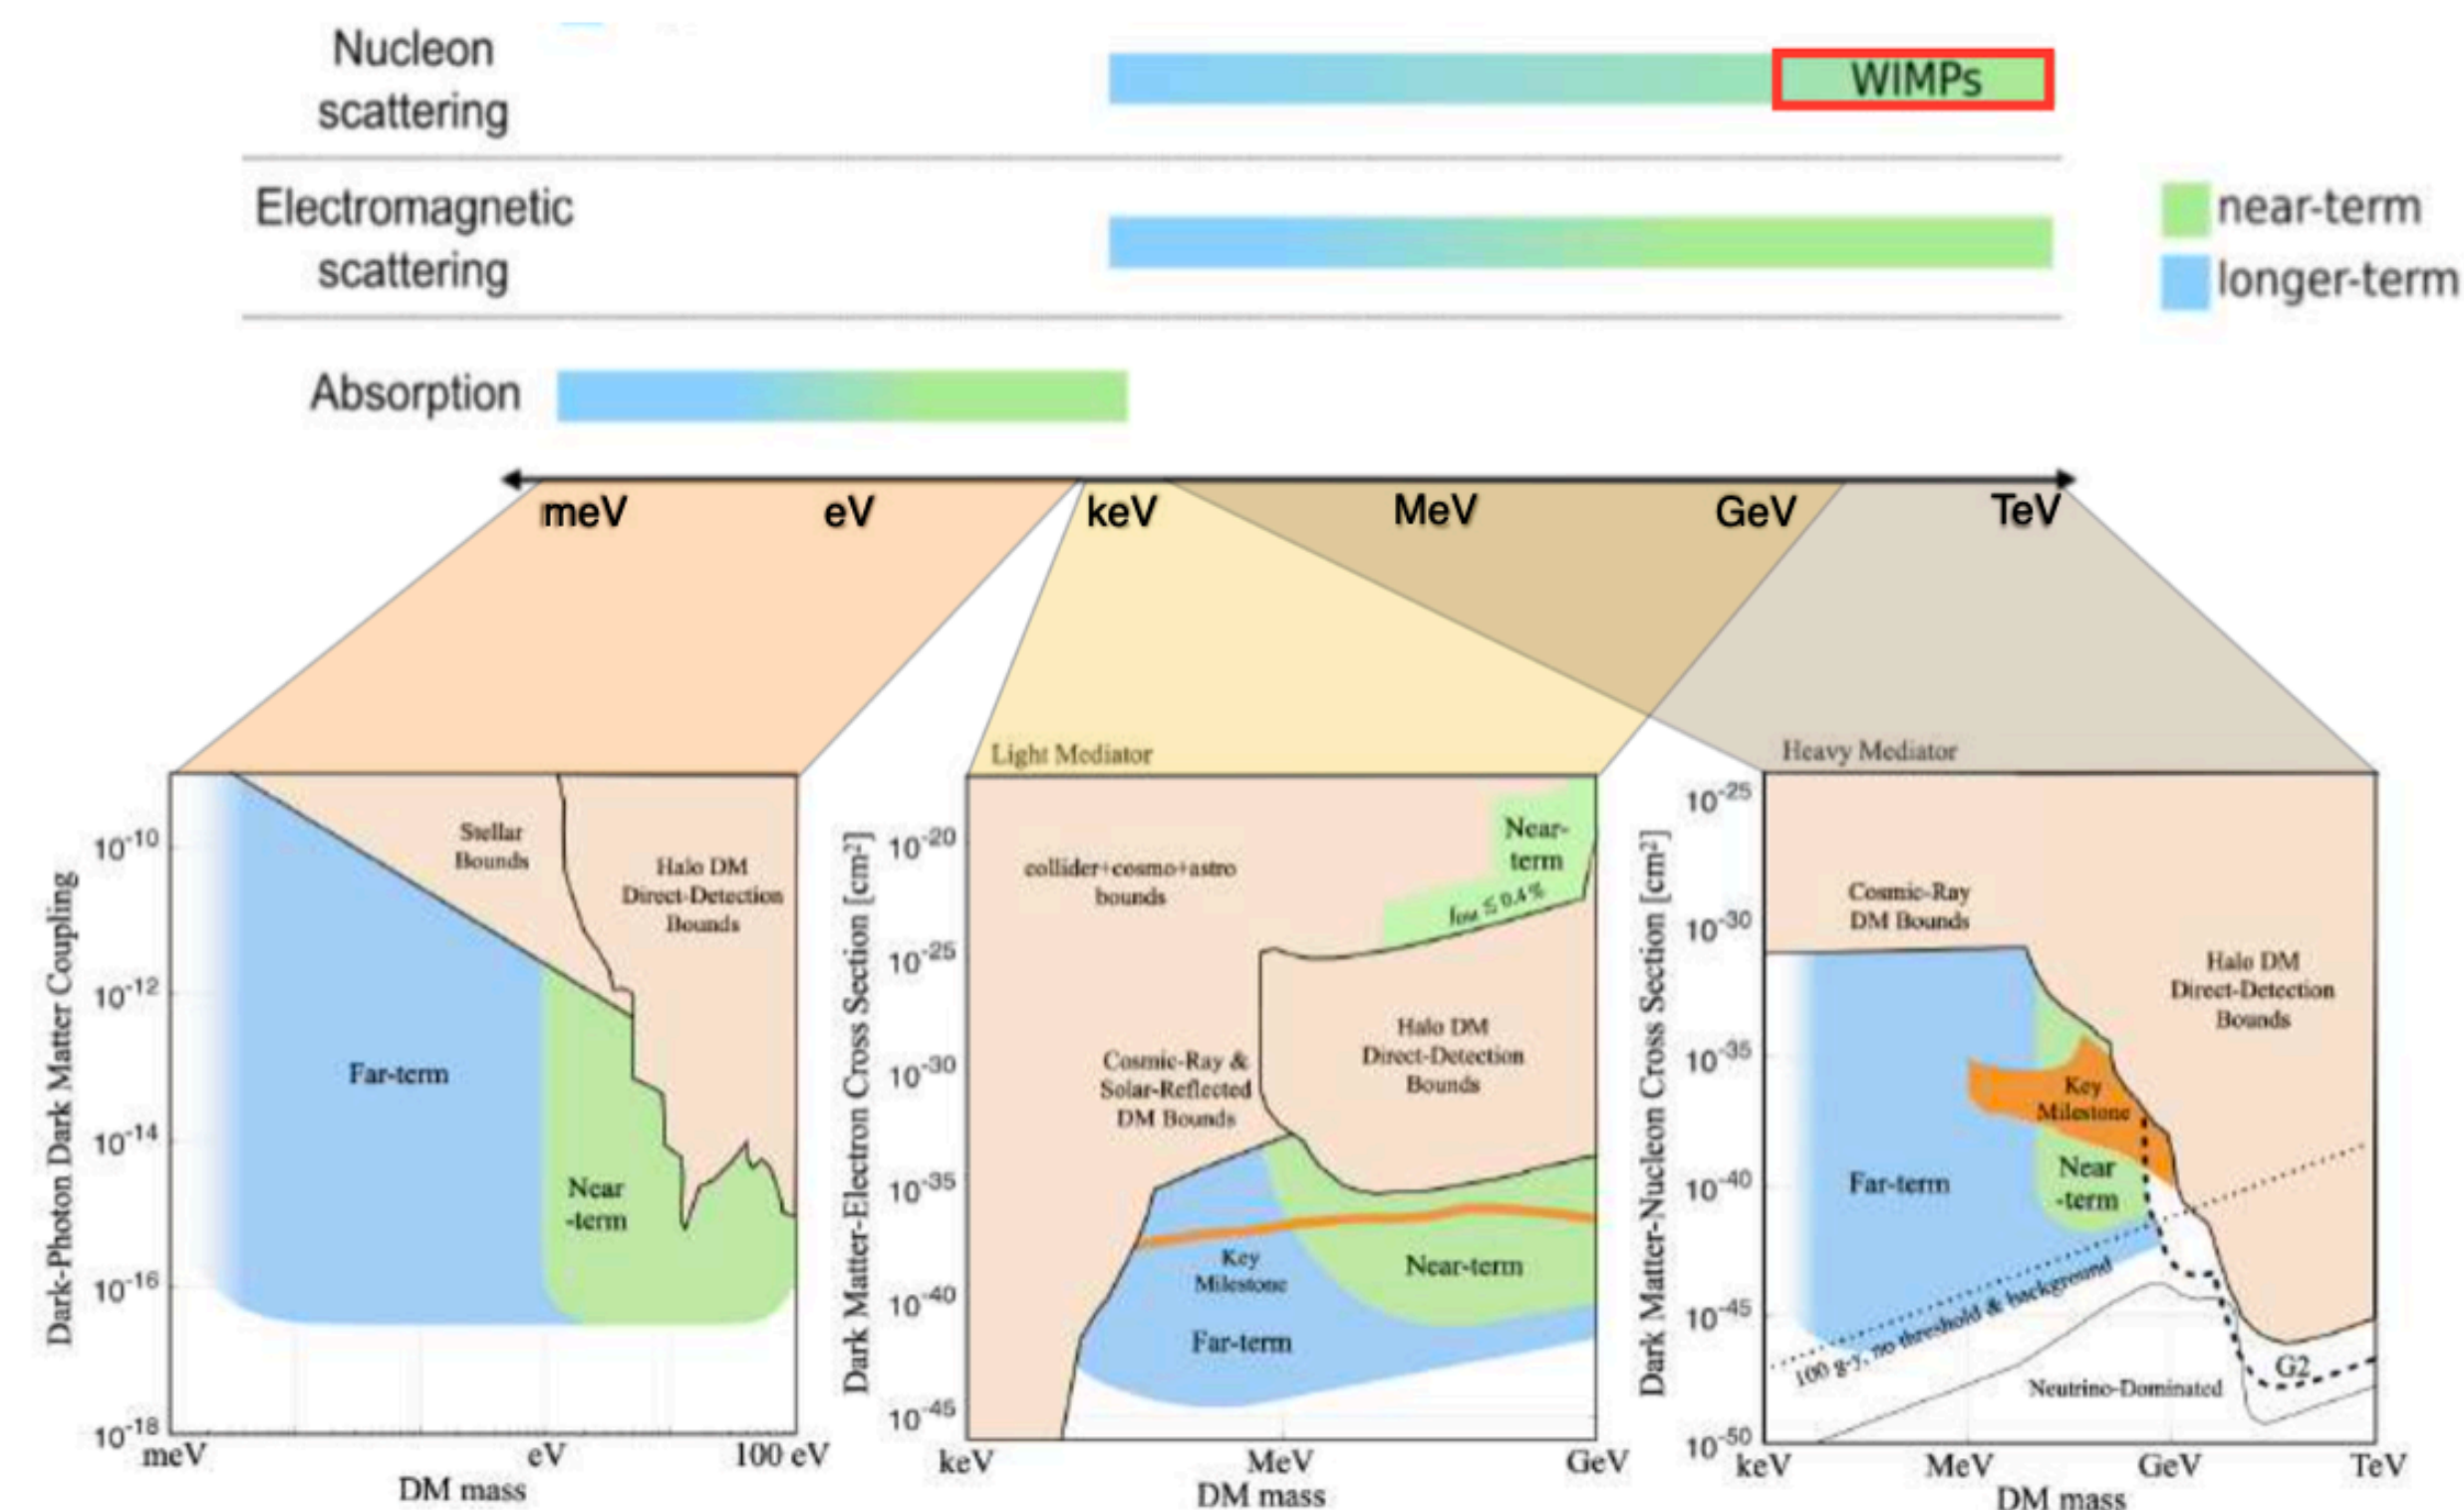 Nucleon
scattering
WIMPs
Electromagnetic
scattering
near-term
longer-term
Absorption
meV eV keV MeV GeV TeV
Dark-Photon Dark Matter Coupling
10-10
10-12
10-14
10-16
10-18
Stellar
Bounds
Halo DM
Direct-Detection
Bounds
Far-term
Near
-term
meV eV 100 eV
DM mass
Light Mediator
Dark Matter-Electron Cross Section [cm2]
10-20
10-25
10-30
10-35
10-40
10-45
collider+cosmo+astro
bounds
Near-
term
fDM ≤ 0.4%
Halo DM
Direct-Detection
Bounds
Cosmic-Ray &
Solar-Reflected
DM Bounds
Key
Milestone
Near-term
Far-term
keV MeV GeV
DM mass
Heavy Mediator
Dark Matter-Nucleon Cross Section [cm2]
10-25
10-30
10-35
10-40
10-45
10-50
Cosmic-Ray
DM Bounds
Halo DM
Direct-Detection
Bounds
Key
Milestone
Far-term
Near
-term
100 g-y, no threshold & background
G2
Neutrino-Dominated
keV MeV GeV TeV
DM mass